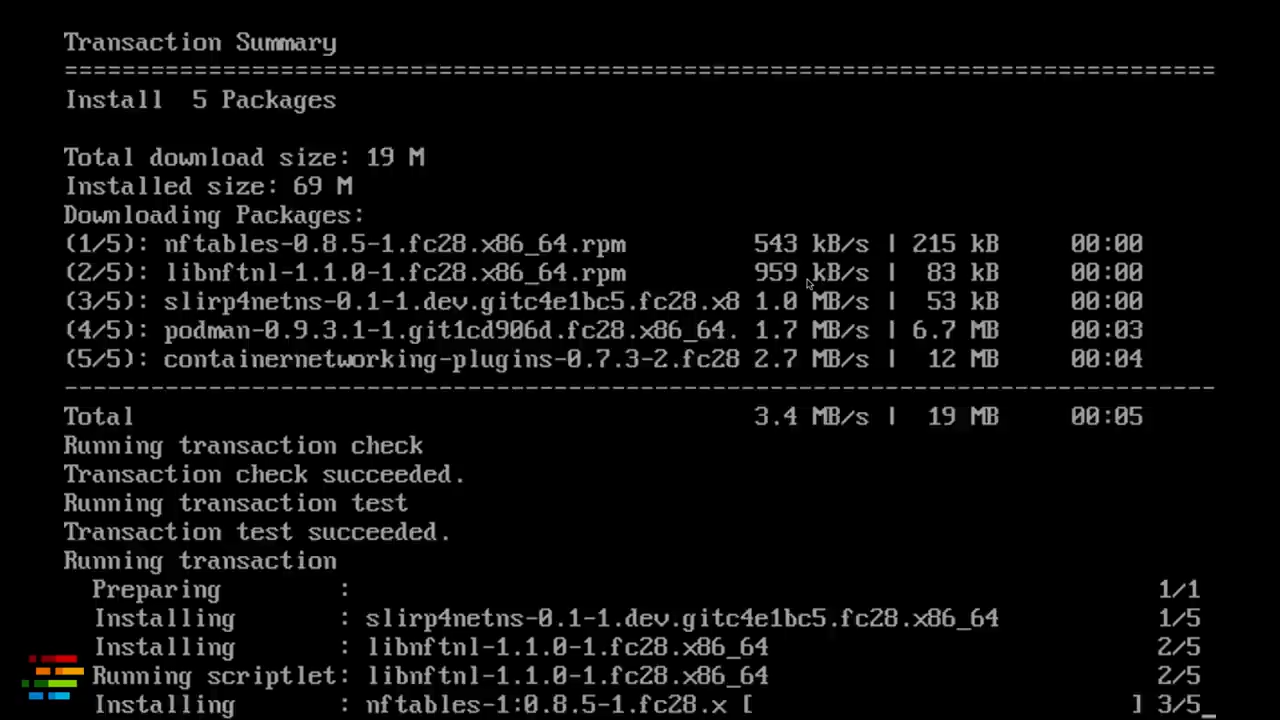 Transaction Summary
================================================================================
Install  5 Packages
Total download size: 19 M
Installed size: 69 M
Downloading Packages:
(1/5): nftables-0.8.5-1.fc28.x86_64.rpm         543 kB/s | 215 kB     00:00
(2/5): libnftnl-1.1.0-1.fc28.x86_64.rpm         959 kB/s |  83 kB     00:00
(3/5): slirp4netns-0.1-1.dev.gitc4e1bc5.fc28.x8 1.0 MB/s |  53 kB     00:00
(4/5): podman-0.9.3.1-1.git1cd906d.fc28.x86_64. 1.7 MB/s | 6.7 MB     00:03
(5/5): containernetworking-plugins-0.7.3-2.fc28 2.7 MB/s |  12 MB     00:04
--------------------------------------------------------------------------------
Total                                           3.4 MB/s |  19 MB     00:05
Running transaction check
Transaction check succeeded.
Running transaction test
Transaction test succeeded.
Running transaction
  Preparing        :                                                        1/1
  Installing       : slirp4netns-0.1-1.dev.gitc4e1bc5.fc28.x86_64           1/5
  Installing       : libnftnl-1.1.0-1.fc28.x86_64                           2/5
  Running scriptlet: libnftnl-1.1.0-1.fc28.x86_64                           2/5
  Installing       : nftables-1:0.8.5-1.fc28.x [                          ] 3/5_